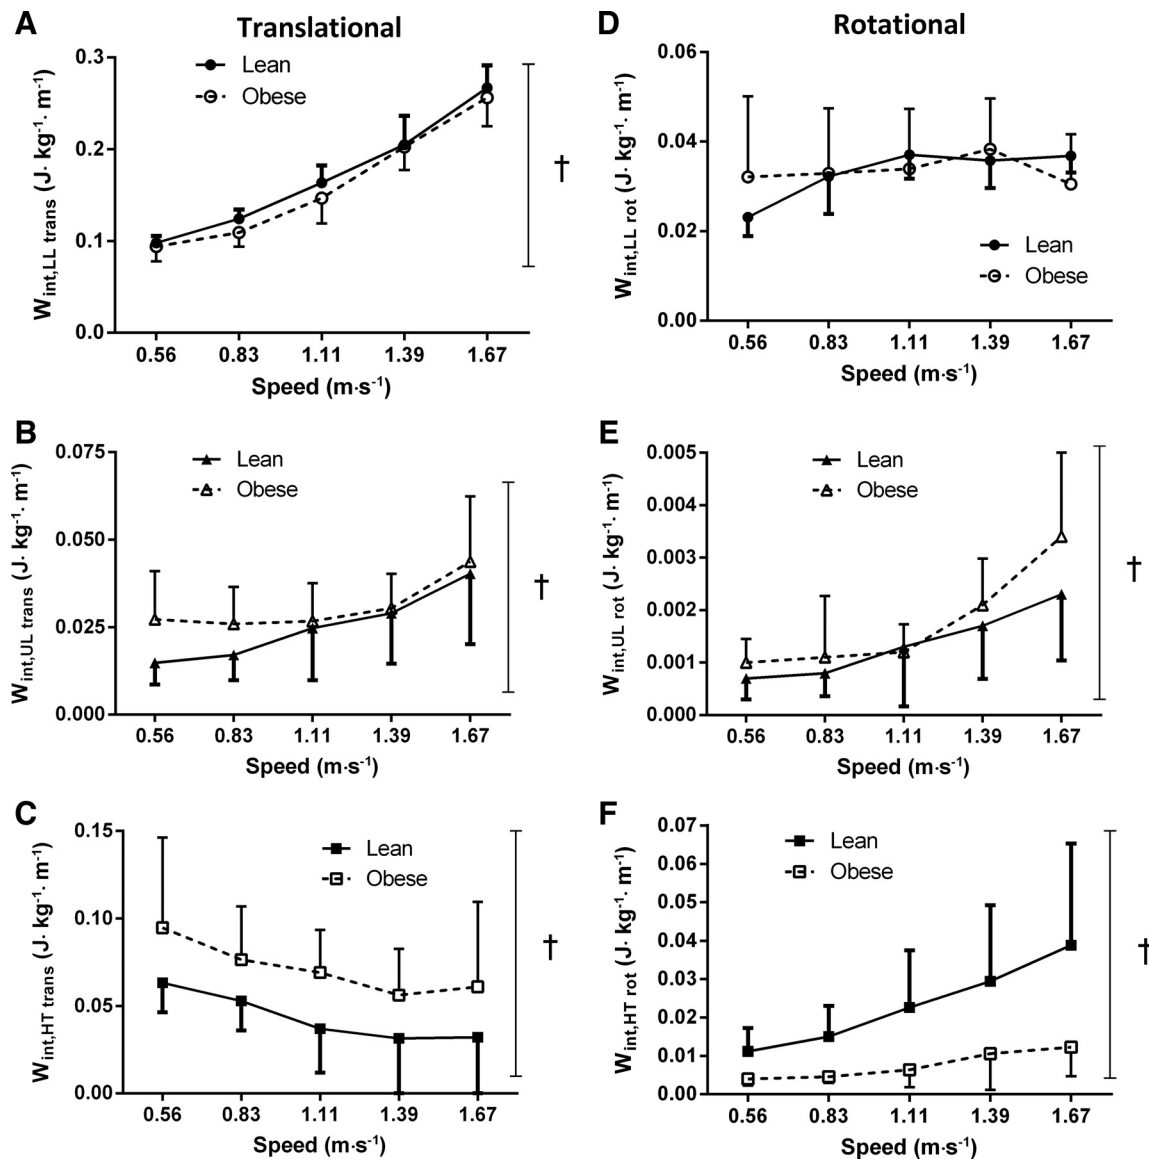 A
Translational
0.3
0.2
0.1
0.0
W int,LL trans (J· kg⁻¹· m⁻¹)
Lean
Obese
†
0.56 0.83 1.11 1.39 1.67
Speed (m·s⁻¹)
D
Rotational
0.06
0.04
0.02
0.00
W int,LL rot (J· kg⁻¹· m⁻¹)
Lean
Obese
0.56 0.83 1.11 1.39 1.67
Speed (m·s⁻¹)
B
0.075
0.050
0.025
0.000
W int,UL trans (J· kg⁻¹· m⁻¹)
Lean
Obese
†
0.56 0.83 1.11 1.39 1.67
Speed (m·s⁻¹)
E
0.005
0.004
0.003
0.002
0.001
0.000
W int,UL rot (J· kg⁻¹· m⁻¹)
Lean
Obese
†
0.56 0.83 1.11 1.39 1.67
Speed (m·s⁻¹)
C
0.15
0.10
0.05
0.00
W int,HT trans (J· kg⁻¹· m⁻¹)
Lean
Obese
†
0.56 0.83 1.11 1.39 1.67
Speed (m·s⁻¹)
F
0.07
0.06
0.05
0.04
0.03
0.02
0.01
0.00
W int,HT rot (J· kg⁻¹· m⁻¹)
Lean
Obese
†
0.56 0.83 1.11 1.39 1.67
Speed (m·s⁻¹)